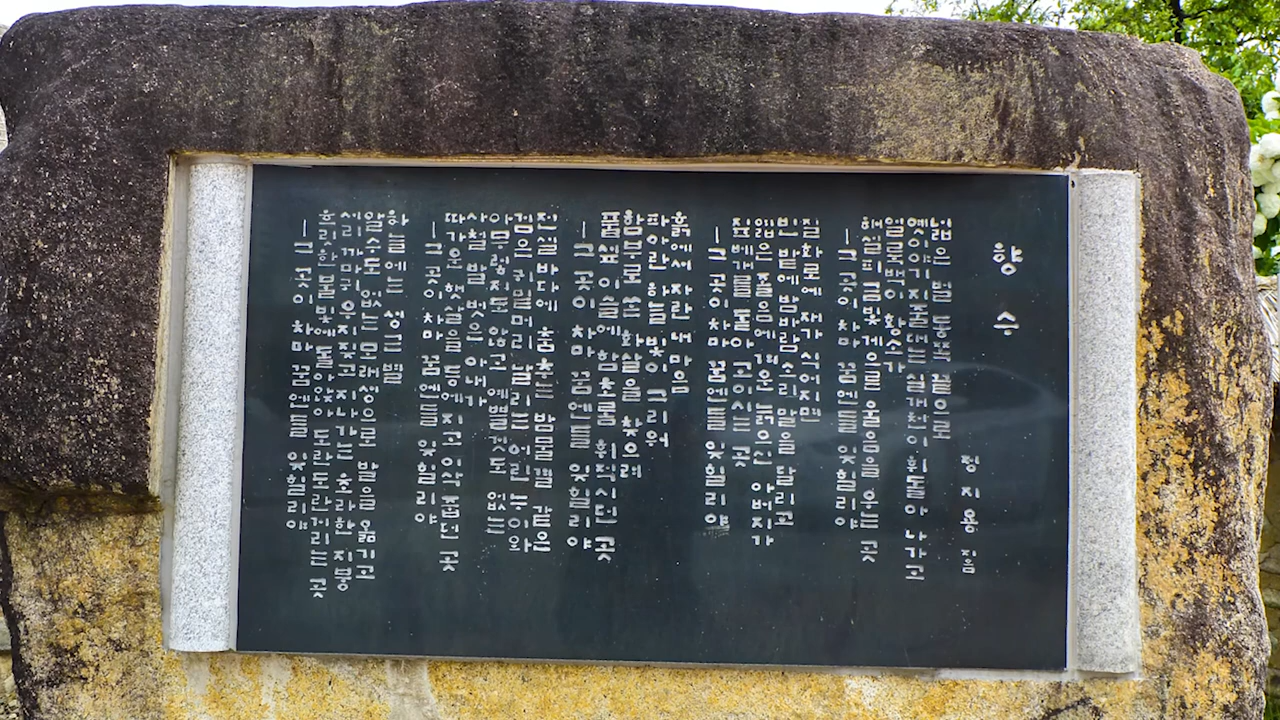 향수
정지용 지음
넓은 벌 동쪽 끝으로
옛이야기 지줄대는 실개천이 휘돌아 나가고
얼룩백이 황소가
해설피 금빛 게으른 울음을 우는 곳
─그 곳이 차마 꿈엔들 잊힐리야
질화로에 재가 식어지면
빈 밭에 밤바람 소리 말을 달리고
엷은 졸음에 겨운 늙으신 아버지가
짚베개를 돋아 고이시는 곳
─그 곳이 차마 꿈엔들 잊힐리야
흙에서 자란 내 마음
파아란 하늘 빛이 그리워
함부로 쏜 화살을 찾으려
풀섶 이슬에 함초롬 휘적시던 곳
─그 곳이 차마 꿈엔들 잊힐리야
전설바다에 춤추는 밤물결 같은
검은 귀밑머리 날리는 어린 누이와
아무렇지도 않고 예쁠것도 없는
사철 발 벗은 아내가
따가운 햇살을 등에 지고 이삭 줍던 곳
─그 곳이 차마 꿈엔들 잊힐리야
하늘에는 성근 별
알수도 없는 모래성으로 발을 옮기고
서리 까마귀 우지짖고 지나가는 초라한 지붕
흐릿한 불빛에 돌아앉아 도란도란거리는 곳
─그 곳이 차마 꿈엔들 잊힐리야